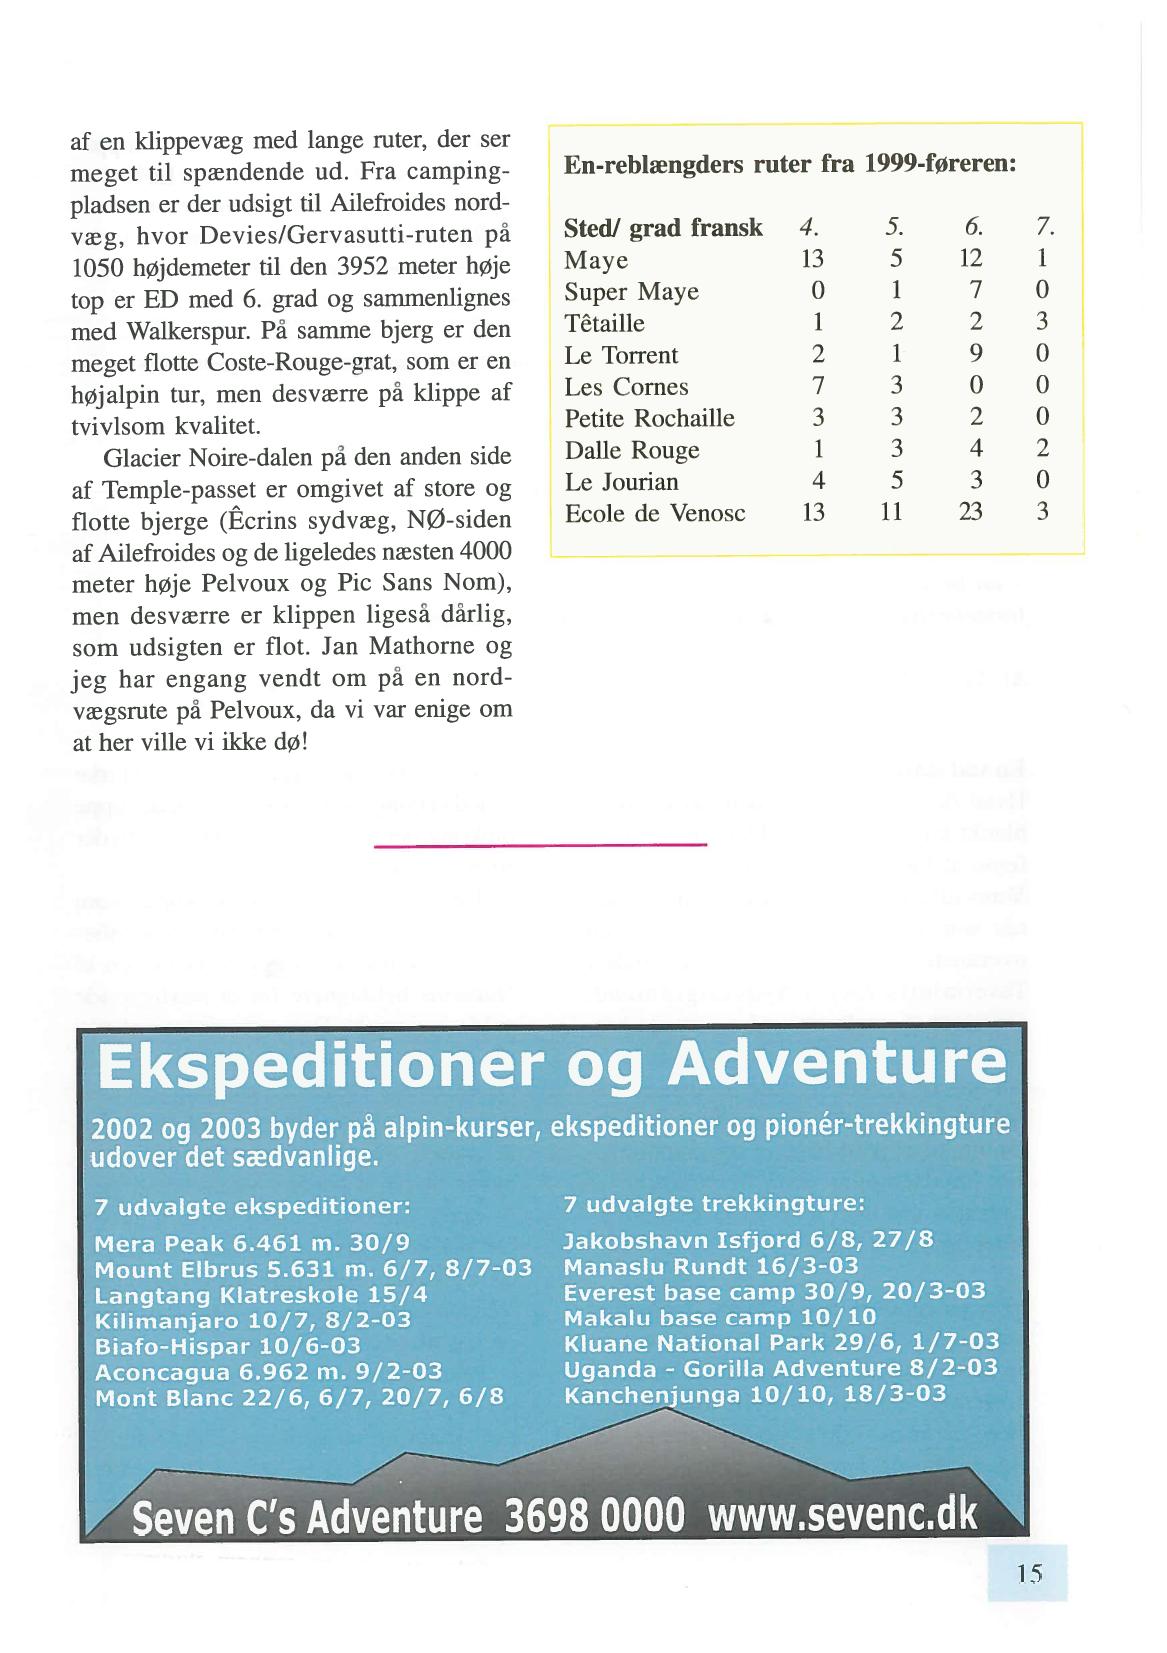 af en klippevæg med lange ruter, der ser
meget til spændende ud. Fra camping-
pladsen er der udsigt til Ailefroides nord-
væg, hvor Devies/Gervasutti-ruten på
1050 højdemeter til den 3952 meter høje
top er ED med 6. grad og sammenlignes
med Walkerspur. På samme bjerg er den
meget flotte Coste-Rouge-grat, som er en
højalpin tur, men desværre på klippe af
tvivlsom kvalitet.
Glacier Noire-dalen på den anden side
af Temple-passet er omgivet af store og
flotte bjerge (Êcrins sydvæg, NØ-siden
af Ailefroides og de ligeledes næsten 4000
meter høje Pelvoux og Pic Sans Nom),
men desværre er klippen ligeså dårlig,
som udsigten er flot. Jan Mathorne og
jeg har engang vendt om på en nord-
vægsrute på Pelvoux, da vi var enige om
at her ville vi ikke dø!
En-reblængders ruter fra 1999-føreren:
Sted/ grad fransk 4. 5. 6. 7.
Maye 13 5 12 1
Super Maye 0 1 7 0
Têtaille 1 2 2 3
Le Torrent 2 1 9 0
Les Cornes 7 3 0 0
Petite Rochaille 3 3 2 0
Dalle Rouge 1 3 4 2
Le Jourian 4 5 3 0
Ecole de Venosc 13 11 23 3
Ekspeditioner og Adventure
2002 og 2003 byder på alpin-kurser, ekspeditioner og pionér-trekkingture
udover det sædvanlige.
7 udvalgte ekspeditioner:
Mera Peak 6.461 m. 30/9
Mount Elbrus 5.631 m. 6/7, 8/7-03
Langtang Klatreskole 15/4
Kilimanjaro 10/7, 8/2-03
Biafo-Hispar 10/6-03
Aconcagua 6.962 m. 9/2-03
Mont Blanc 22/6, 6/7, 20/7, 6/8
7 udvalgte trekkingture:
Jakobshavn Isfjord 6/8, 27/8
Manaslu Rundt 16/3-03
Everest base camp 30/9, 20/3-03
Makalu base camp 10/10
Kluane National Park 29/6, 1/7-03
Uganda - Gorilla Adventure 8/2-03
Kanchenjunga 10/10, 18/3-03
Seven C's Adventure 3698 0000 www.sevenc.dk
15